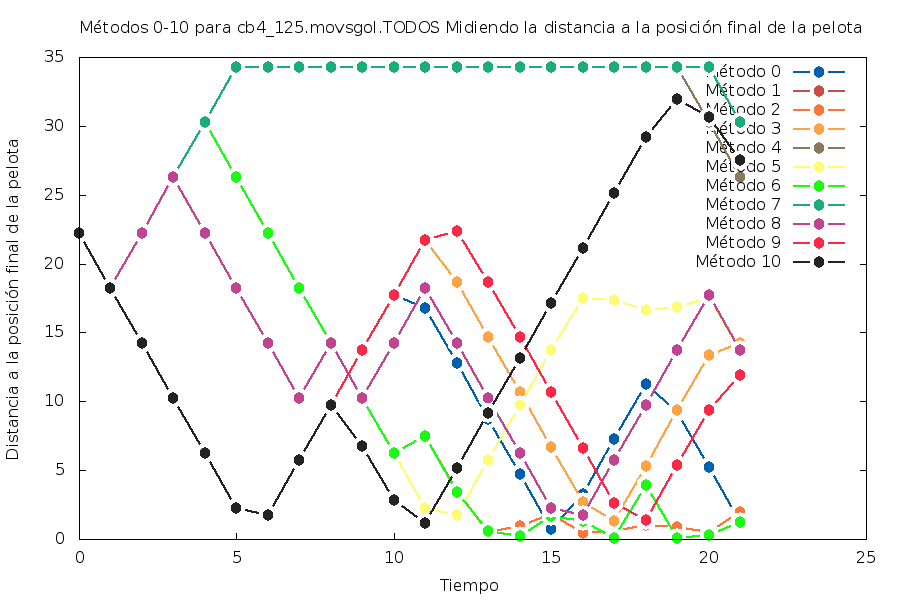 Métodos 0-10 para cb4_125.movsgol.TODOS Midiendo la distancia a la posición final de la pelota
Distancia a la posición final de la pelota
35
30
25
20
15
10
5
0
0 5 10 15 20 25
Tiempo
Método 0
Método 1
Método 2
Método 3
Método 4
Método 5
Método 6
Método 7
Método 8
Método 9
Método 10